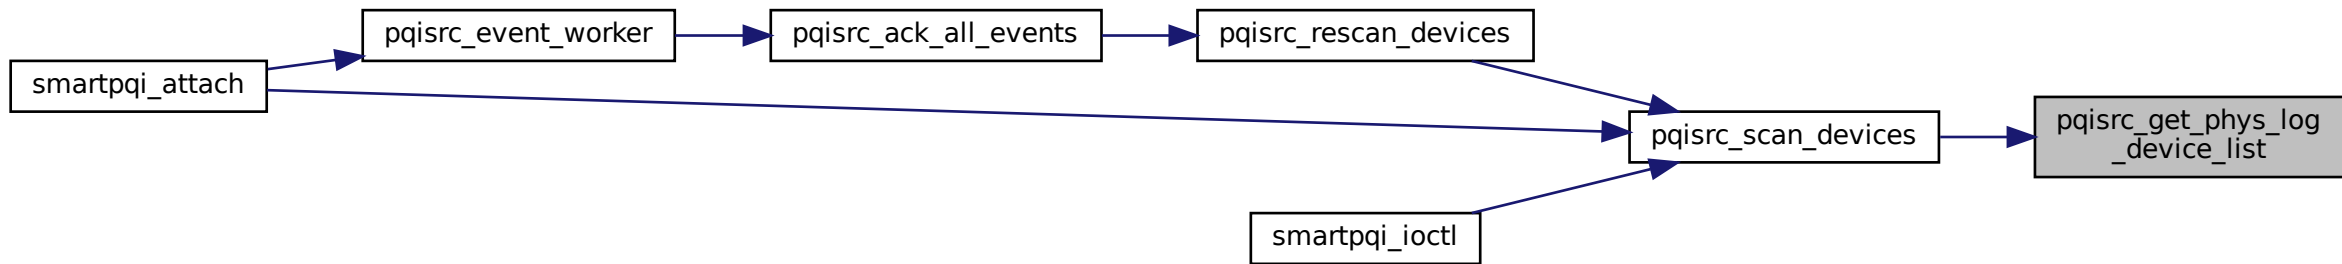 pqisrc_event_worker
pqisrc_ack_all_events
pqisrc_rescan_devices
smartpqi_attach
pqisrc_scan_devices
pqisrc_get_phys_log
_device_list
smartpqi_ioctl